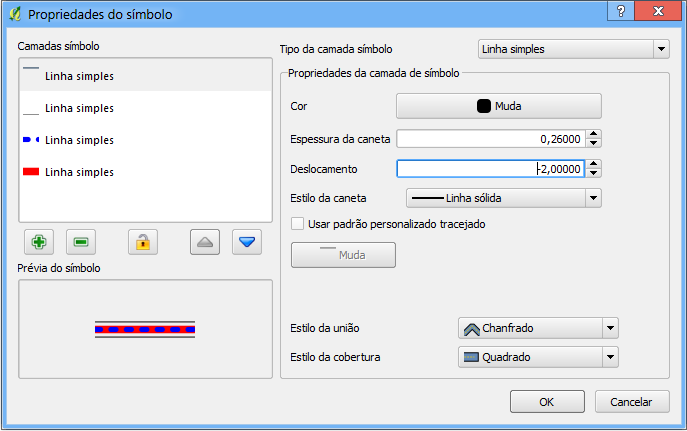 Propriedades do símbolo
?
Camadas símbolo
Linha simples
Linha simples
Linha simples
Linha simples
Prévia do símbolo
Tipo da camada símbolo
Linha simples
Propriedades da camada de símbolo
Cor
Muda
Espessura da caneta
0,26000
Deslocamento
-2,00000
Estilo da caneta
Linha sólida
Usar padrão personalizado tracejado
Muda
Estilo da união
Chanfrado
Estilo da cobertura
Quadrado
OK
Cancelar